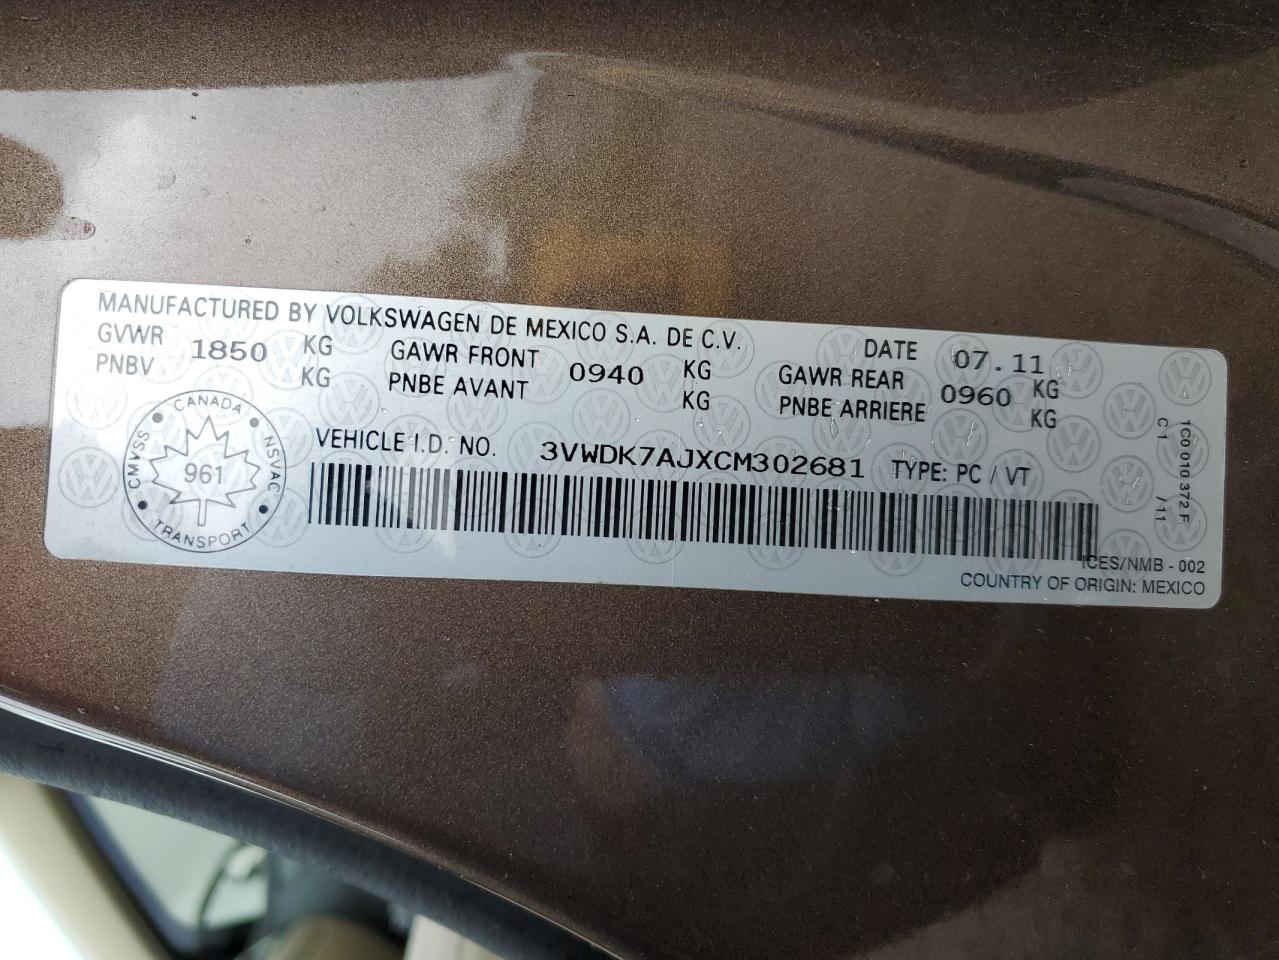 MANUFACTURED BY VOLKSWAGEN DE MEXICO S.A. DE C.V.
DATE 07.11
GVWR 1850 KG
PNBV KG
GAWR FRONT 0940 KG
PNBE AVANT KG
GAWR REAR 0960 KG
PNBE ARRIERE KG
CANADA
CMVSS NSVAC
961
TRANSPORT
VEHICLE I.D. NO. 3VWDK7AJXCM302681 TYPE: PC / VT
ICES/NMB - 002
COUNTRY OF ORIGIN: MEXICO
1C0 010 372 F
C1 /11